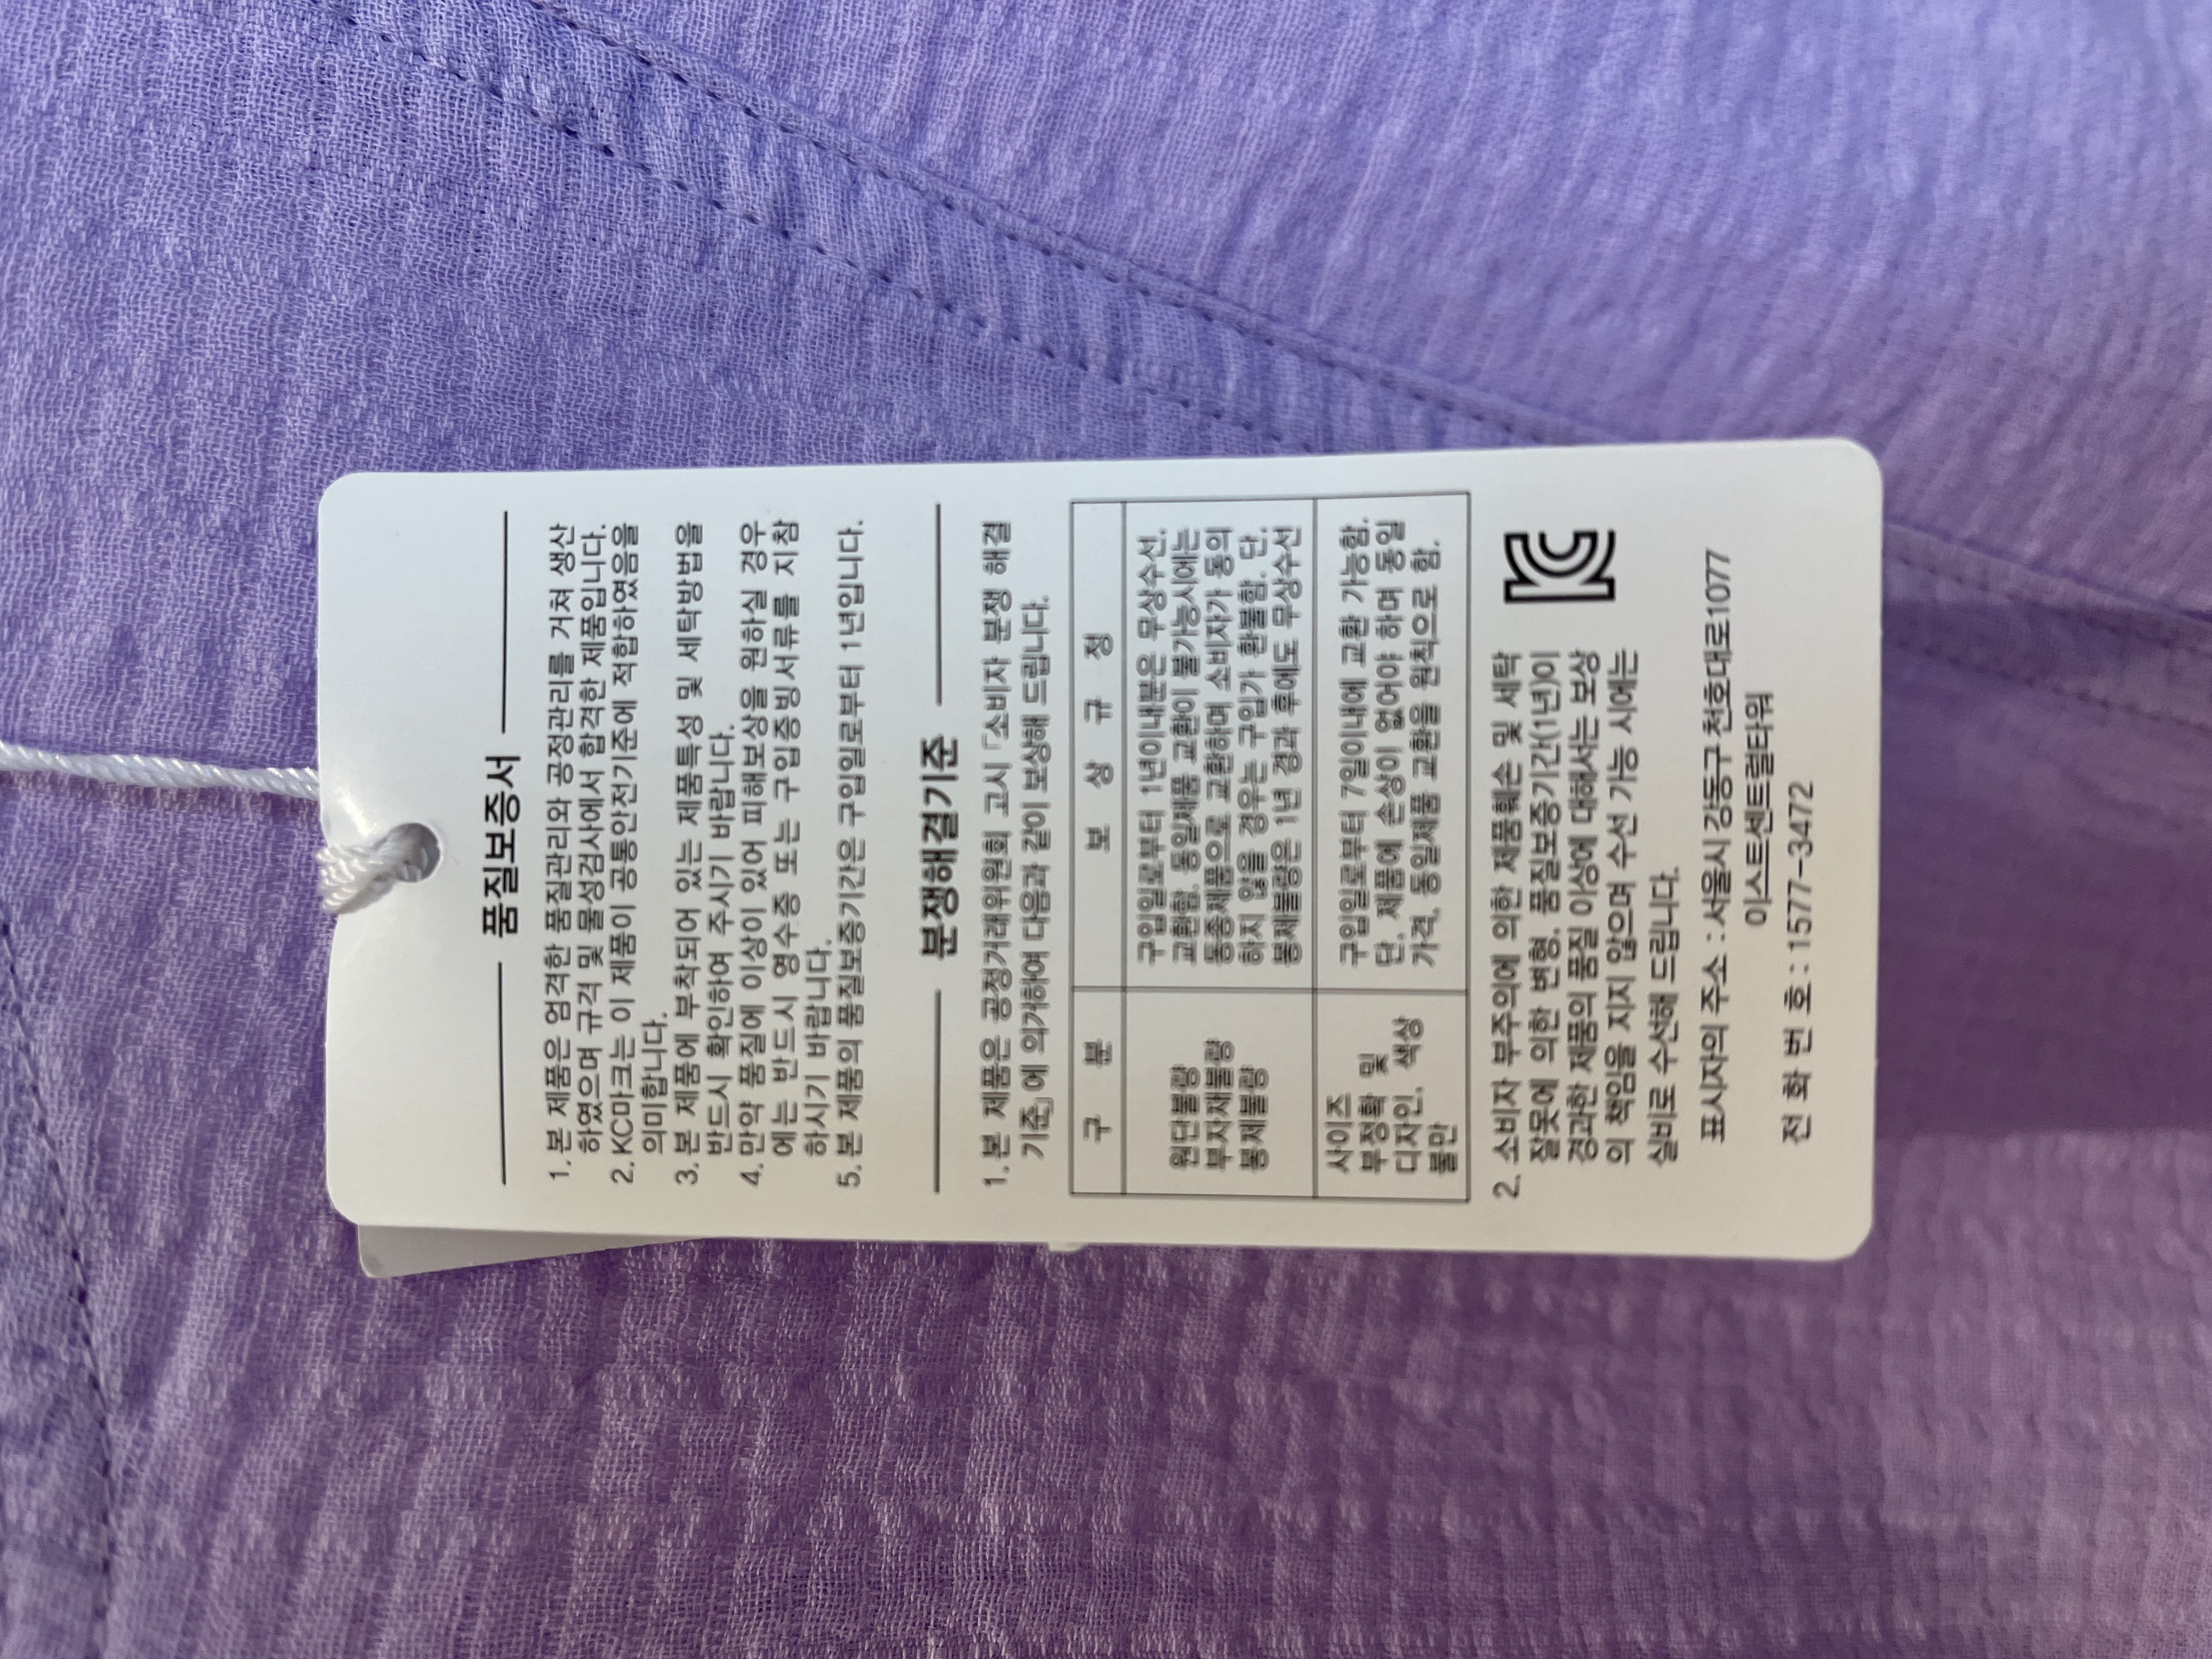 품질보증서
1. 본 제품은 엄격한 품질관리와 공정관리를 거쳐 생산
하였으며 규격 및 물성검사에서 합격한 제품입니다.
2. KC마크는 이 제품이 공통안전기준에 적합하였음을
의미합니다.
3. 본 제품에 부착되어 있는 제품특성 및 세탁방법을
반드시 확인하여 주시기 바랍니다.
4. 만약 품질에 이상이 있어 피해보상을 원하실 경우
에는 반드시 영수증 또는 구입증빙서류를 지참
하시기 바랍니다.
5. 본 제품의 품질보증기간은 구입일로부터 1년입니다.
분쟁해결기준
1. 본 제품은 공정거래위원회 고시 「소비자 분쟁 해결
기준」에 의거하여 다음과 같이 보상해 드립니다.
구 분 보 상 규 정
원단불량
부자재불량
봉제불량
구입일로부터 1년이내분은 무상수선,
교환함. 동일제품 교환이 불가능시에는
동종제품으로 교환하며 소비자가 동의
하지 않을 경우는 구입가 환불함. 단,
봉제불량은 1년 경과 후에도 무상수선
사이즈
부정확 및
디자인, 색상
불만
구입일로부터 7일이내에 교환 가능함.
단, 제품에 손상이 없어야 하며 동일
가격, 동일제품 교환을 원칙으로 함.
2. 소비자 부주의에 의한 제품훼손 및 세탁
잘못에 의한 변형, 품질보증기간(1년)이
경과한 제품의 품질 이상에 대해서는 보상
의 책임을 지지 않으며 수선 가능 시에는
실비로 수선해 드립니다.
KC
표시자의 주소 : 서울시 강동구 천호대로1077
이스트센트럴타워
전 화 번 호 : 1577-3472